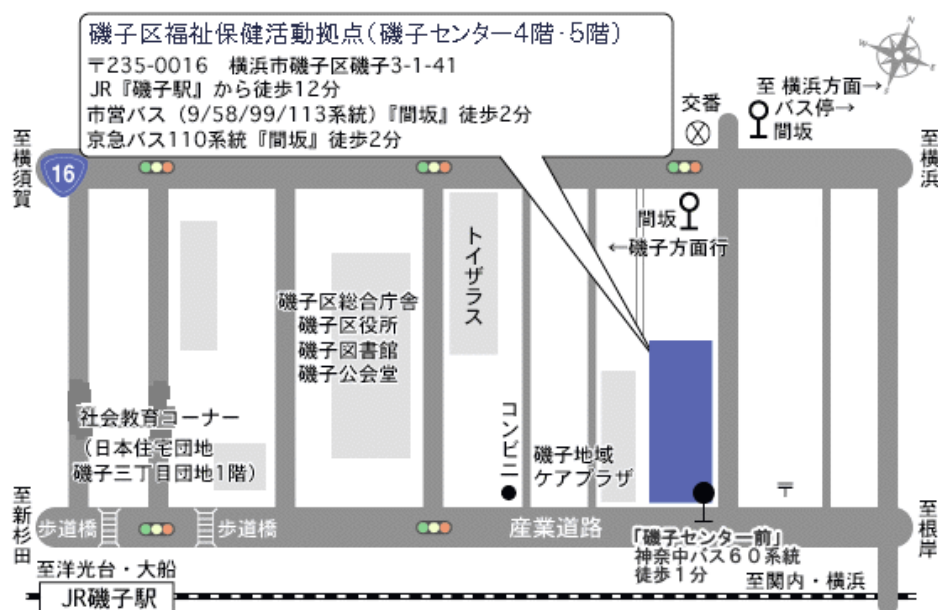 磯子区福祉保健活動拠点(磯子センター4階・5階)
〒235-0016　横浜市磯子区磯子3-1-41
JR『磯子駅』から徒歩12分
市営バス（9/58/99/113系統）『間坂』徒歩2分
京急バス110系統『間坂』徒歩2分
N
至 横浜方面→
バス停→
間坂
交番
至横須賀
16
至横浜
間坂
←磯子方面行
トイザラス
磯子区総合庁舎
磯子区役所
磯子図書館
磯子公会堂
社会教育コーナー
（日本住宅団地
磯子三丁目団地1階）
コンビニ
磯子地域
ケアプラザ
〒
至新杉田
歩道橋
歩道橋
産業道路
至根岸
「磯子センター前」
神奈中バス６０系統
徒歩１分
至洋光台・大船
JR磯子駅
至関内・横浜